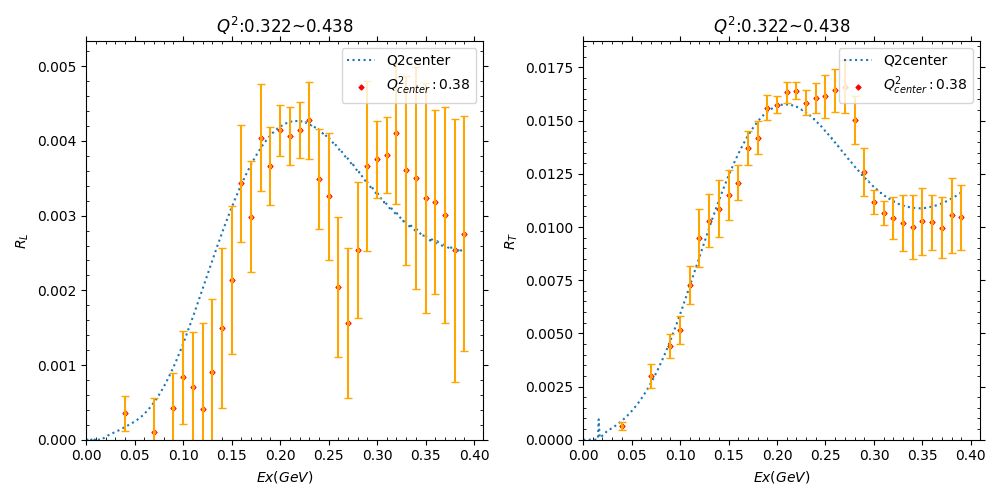 Q²:0.322~0.438
Q2center
Q²center:0.38
R_L
0.005
0.004
0.003
0.002
0.001
0.000
0.00 0.05 0.10 0.15 0.20 0.25 0.30 0.35 0.40
Ex(GeV)
Q²:0.322~0.438
Q2center
Q²center:0.38
R_T
0.0175
0.0150
0.0125
0.0100
0.0075
0.0050
0.0025
0.0000
0.00 0.05 0.10 0.15 0.20 0.25 0.30 0.35 0.40
Ex(GeV)